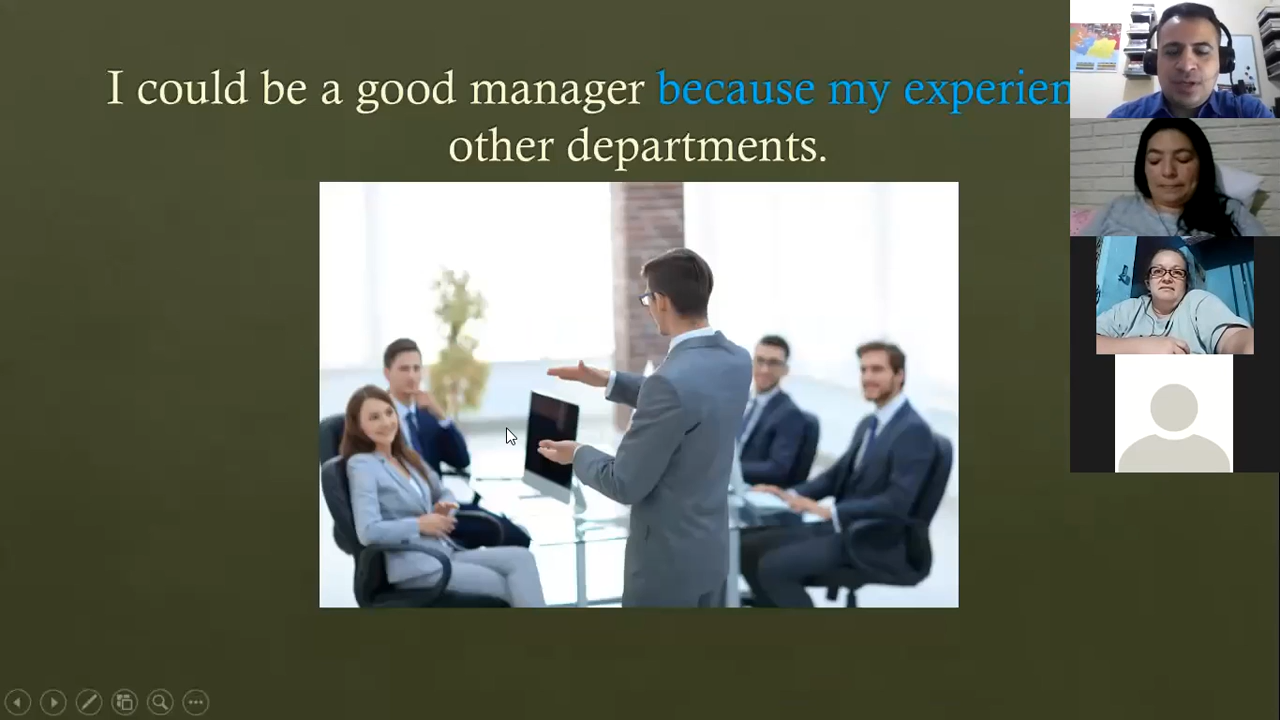 I could be a good manager because my experien
other departments.